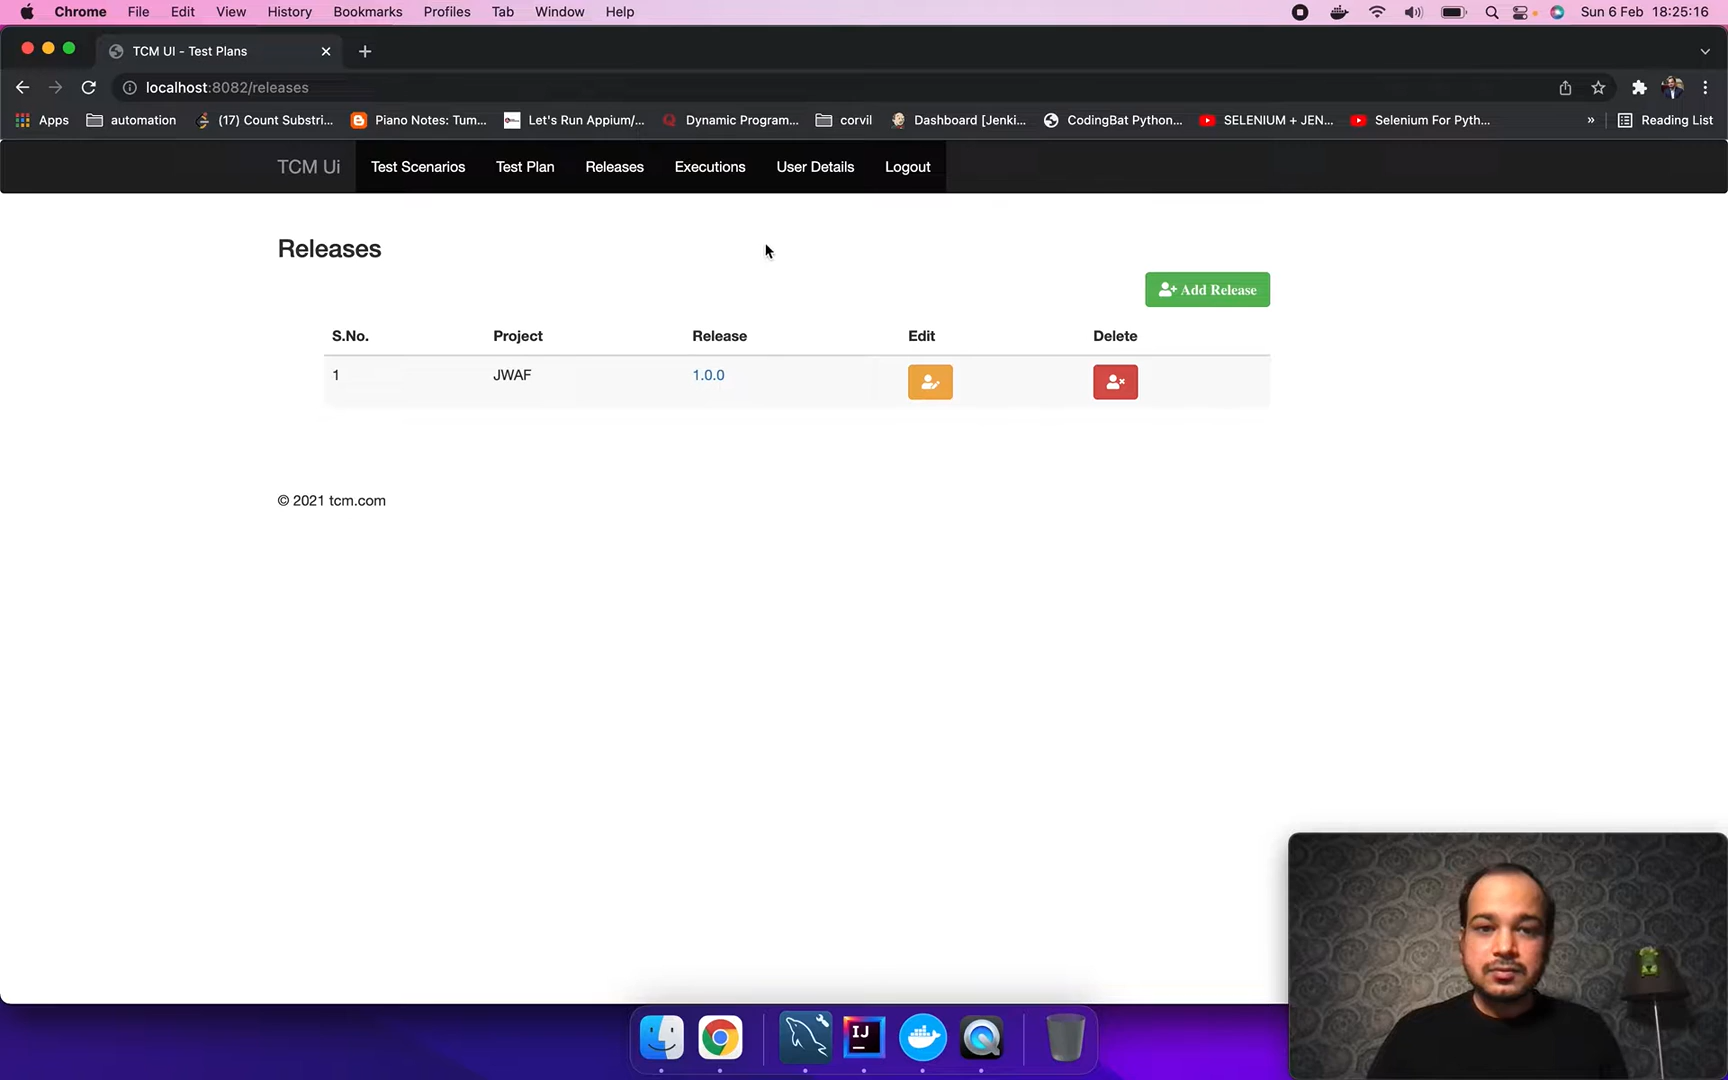 Chrome File Edit View History Bookmarks Profiles Tab Window Help Sun 6 Feb 18:25:16
TCM UI - Test Plans
localhost:8082/releases
Apps automation (17) Count Substri... Piano Notes: Tum... Let's Run Appium/... Dynamic Program... corvil Dashboard [Jenki... CodingBat Python... SELENIUM + JEN... Selenium For Pyth... » Reading List
TCM Ui Test Scenarios Test Plan Releases Executions User Details Logout
Releases
Add Release
S.No. Project Release Edit Delete
1 JWAF 1.0.0
© 2021 tcm.com
IJ